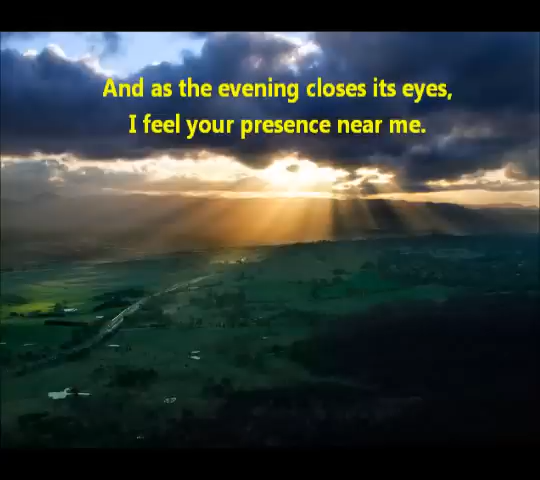 And as the evening closes its eyes,
I feel your presence near me.